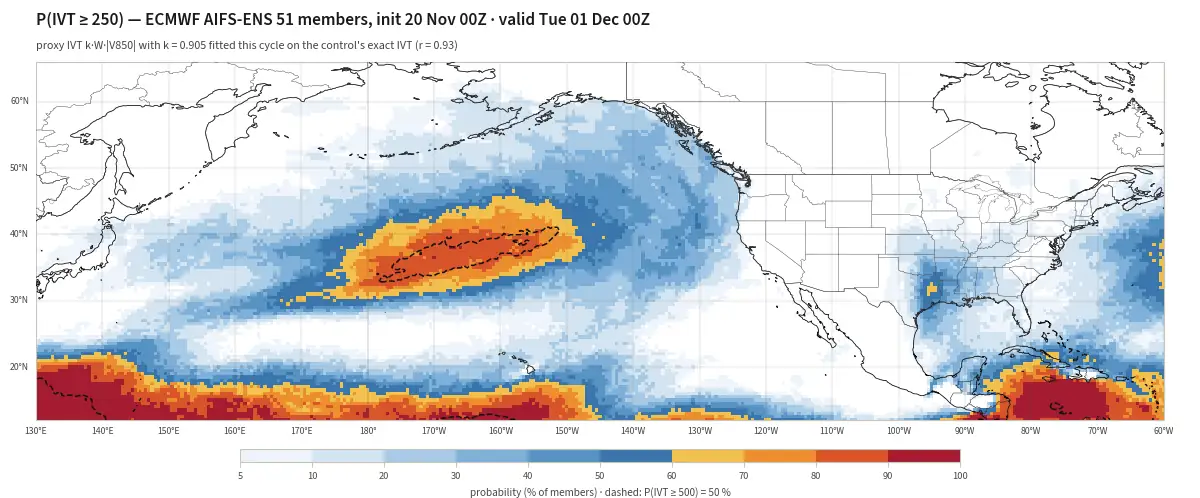 P(IVT ≥ 250) — ECMWF AIFS-ENS 51 members, init 20 Nov 00Z · valid Tue 01 Dec 00Z
proxy IVT k·W·|V850| with k = 0.905 fitted this cycle on the control's exact IVT (r = 0.93)
60°N
50°N
40°N
30°N
20°N
130°E 140°E 150°E 160°E 170°E 180° 170°W 160°W 150°W 140°W 130°W 120°W 110°W 100°W 90°W 80°W 70°W 60°W
5 10 20 30 40 50 60 70 80 90 100
probability (% of members) · dashed: P(IVT ≥ 500) = 50 %